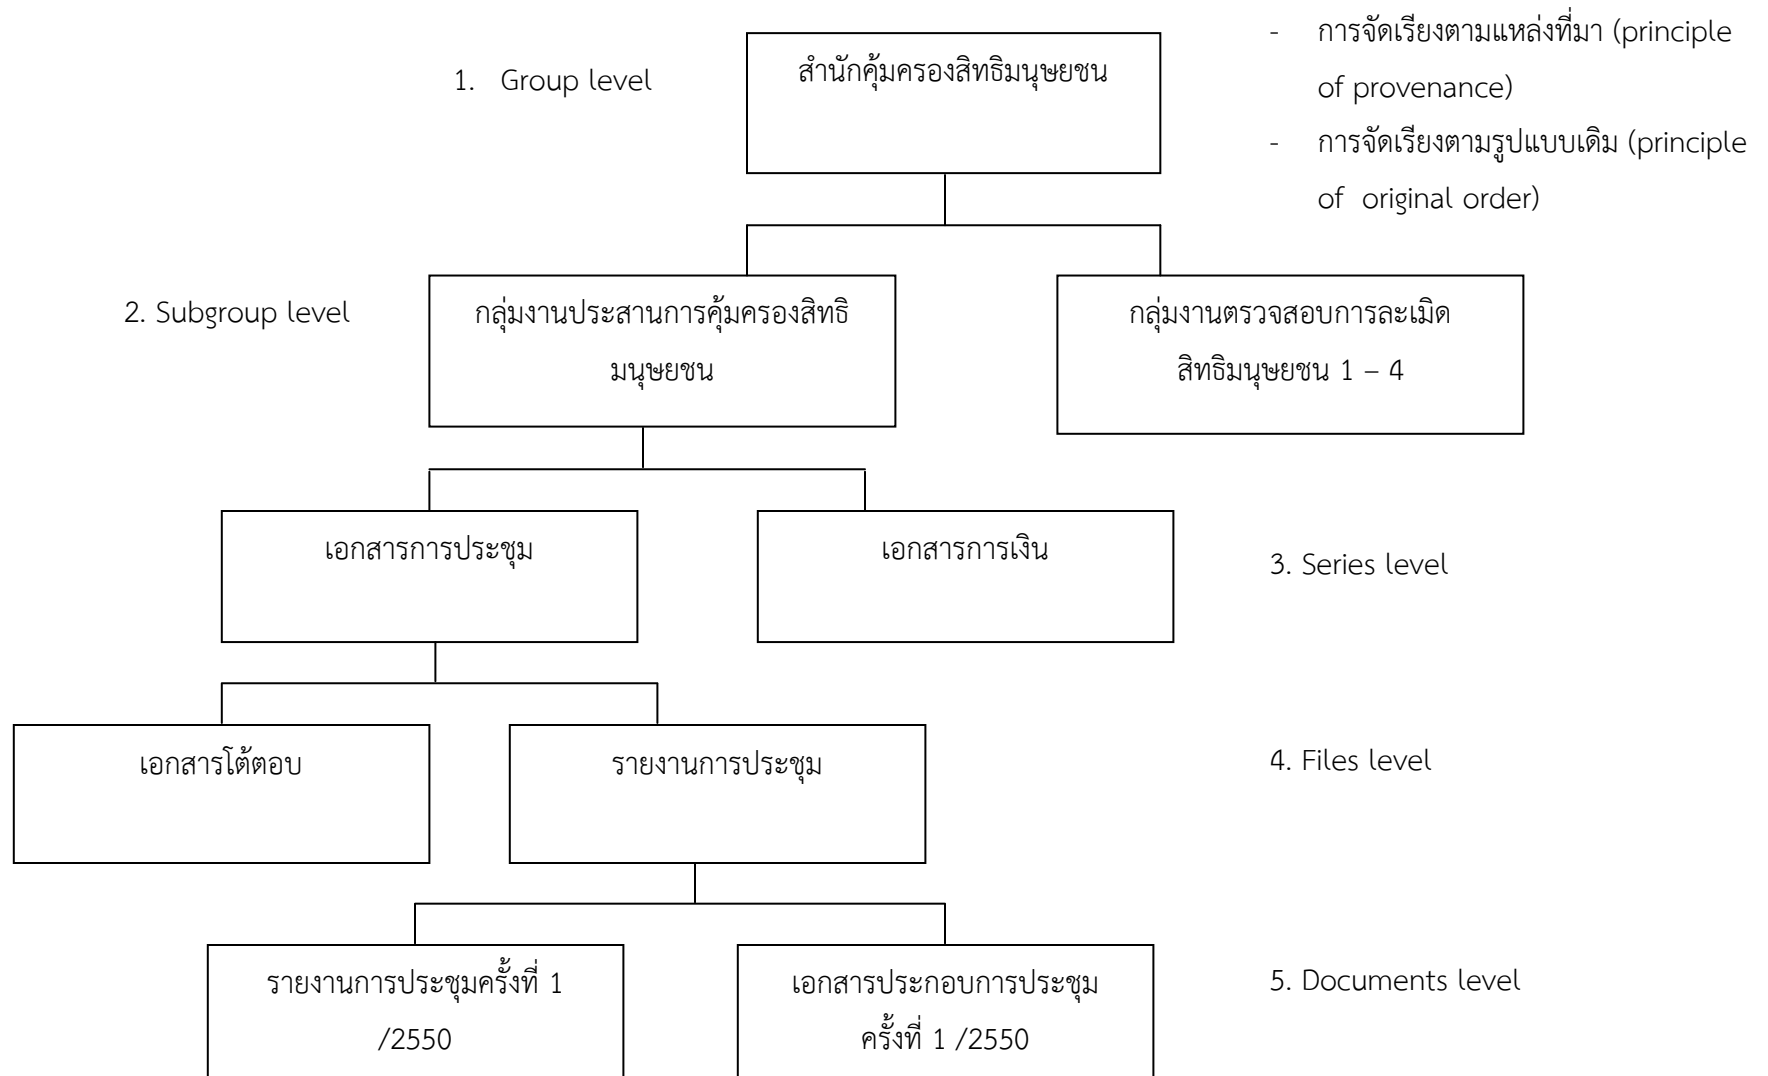 1. Group level
สำนักคุ้มครองสิทธิมนุษยชน
- การจัดเรียงตามแหล่งที่มา (principle
of provenance)
- การจัดเรียงตามรูปแบบเดิม (principle
of original order)
2. Subgroup level
กลุ่มงานประสานการคุ้มครองสิทธิ
มนุษยชน
กลุ่มงานตรวจสอบการละเมิด
สิทธิมนุษยชน 1 – 4
เอกสารการประชุม
เอกสารการเงิน
3. Series level
เอกสารโต้ตอบ
รายงานการประชุม
4. Files level
รายงานการประชุมครั้งที่ 1
/2550
เอกสารประกอบการประชุม
ครั้งที่ 1 /2550
5. Documents level